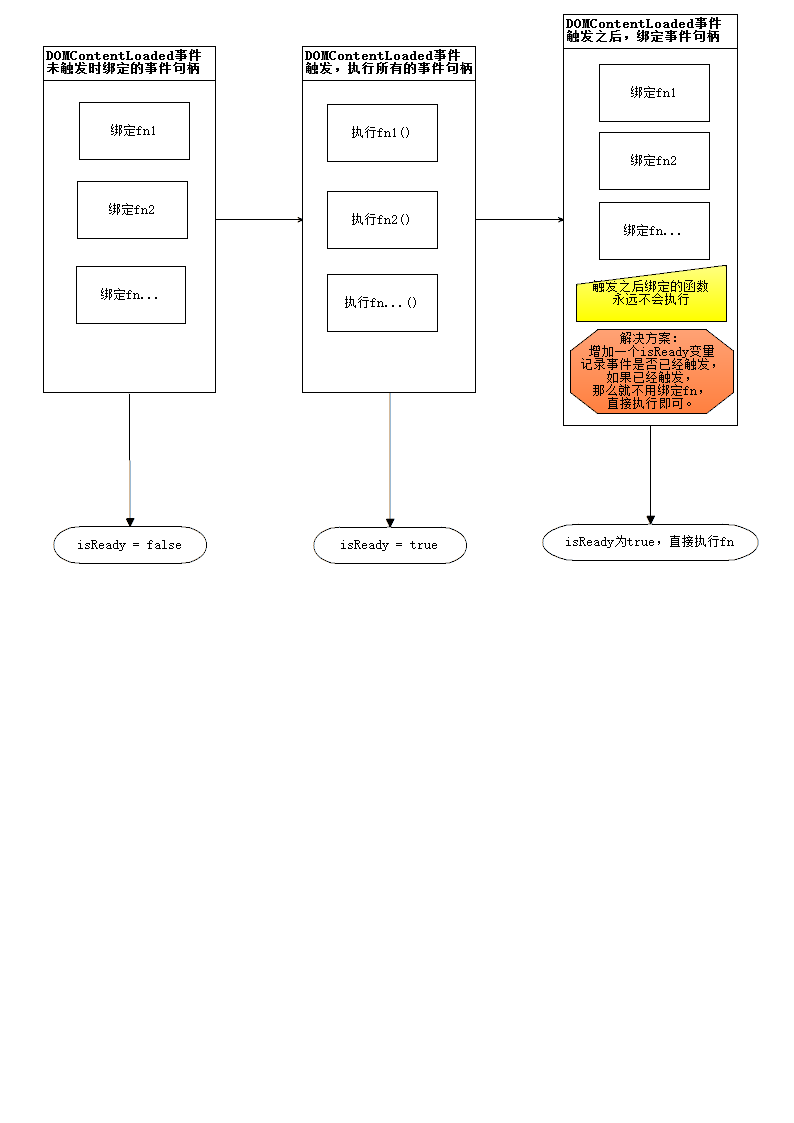 DOMContentLoaded事件
未触发时绑定的事件句柄
绑定fn1
绑定fn2
绑定fn...
isReady = false
DOMContentLoaded事件
触发，执行所有的事件句柄
执行fn1()
执行fn2()
执行fn...()
isReady = true
DOMContentLoaded事件
触发之后，绑定事件句柄
绑定fn1
绑定fn2
绑定fn...
触发之后绑定的函数
永远不会执行
解决方案：
增加一个isReady变量
记录事件是否已经触发，
如果已经触发，
那么就不用绑定fn，
直接执行即可。
isReady为true，直接执行fn